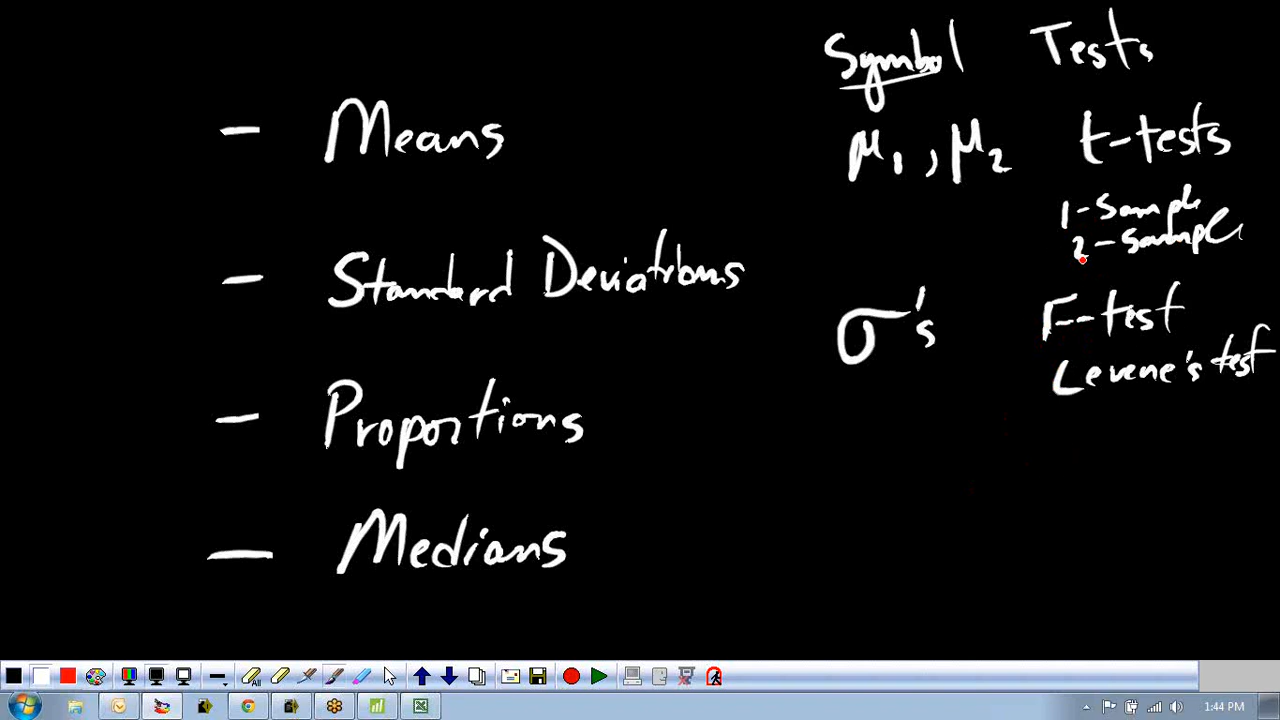 Symbol Tests
- Means μ1, μ2 t-tests
1-Sample
2-Sample
- Standard Deviations σ's F-test
Levene's test
- Proportions
- Medians
1:44 PM